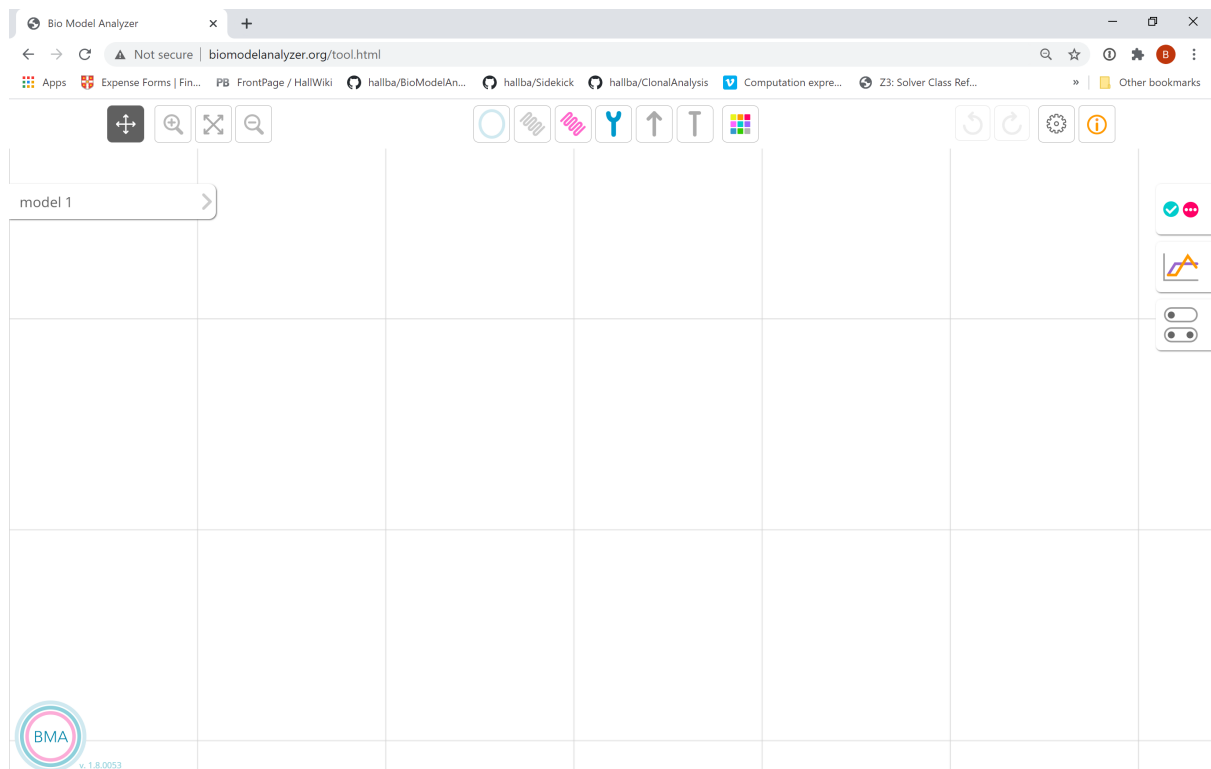 Bio Model Analyzer
Not secure | biomodelanalyzer.org/tool.html
B
Apps Expense Forms | Fin... PB FrontPage / HallWiki hallba/BioModelAn... hallba/Sidekick hallba/ClonalAnalysis Computation expre... Z3: Solver Class Ref... » Other bookmarks
model 1
BMA
v. 1.8.0053